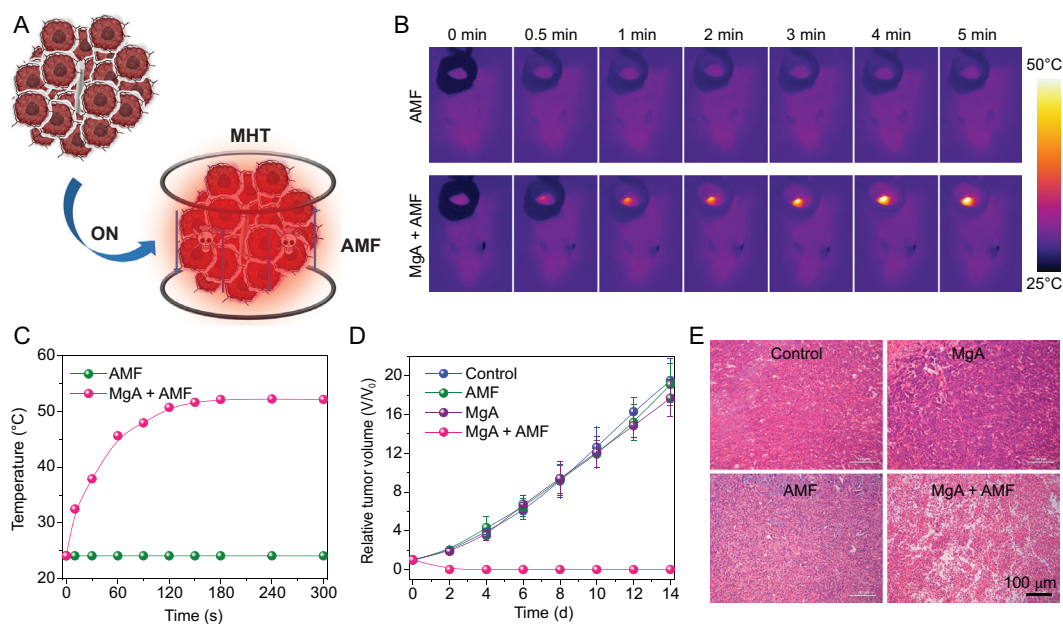 A
MHT
ON
AMF
B
0 min 0.5 min 1 min 2 min 3 min 4 min 5 min
AMF
MgA + AMF
50°C
25°C
C
Temperature (°C)
60
50
40
30
20
AMF
MgA + AMF
0 60 120 180 240 300
Time (s)
D
Relative tumor volume (V/V₀)
20
16
12
8
4
0
Control
AMF
MgA
MgA + AMF
0 2 4 6 8 10 12 14
Time (d)
E
Control
MgA
AMF
MgA + AMF
100 μm